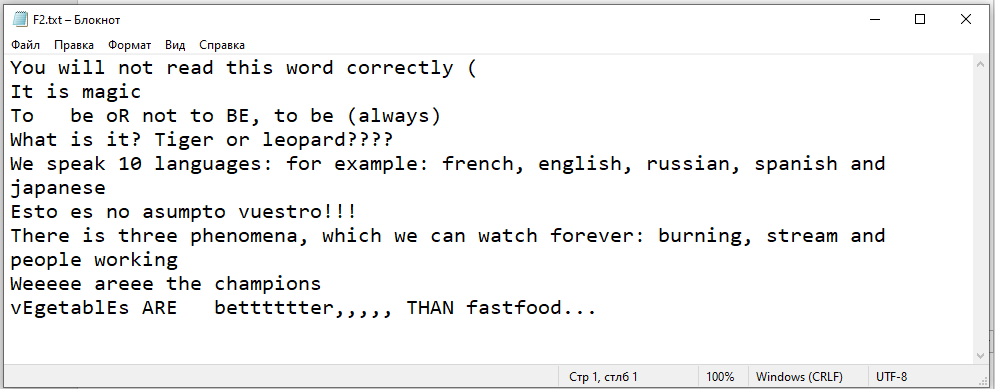 F2.txt – Блокнот
Файл Правка Формат Вид Справка
You will not read this word correctly (
It is magic
To   be oR not to BE, to be (always)
What is it? Tiger or leopard????
We speak 10 languages: for example: french, english, russian, spanish and
japanese
Esto es no asumpto vuestro!!!
There is three phenomena, which we can watch forever: burning, stream and
people working
Weeeee areee the champions
vEgetablEs ARE   bettttttter,,,,, THAN fastfood...
Стр 1, стлб 1 100% Windows (CRLF) UTF-8